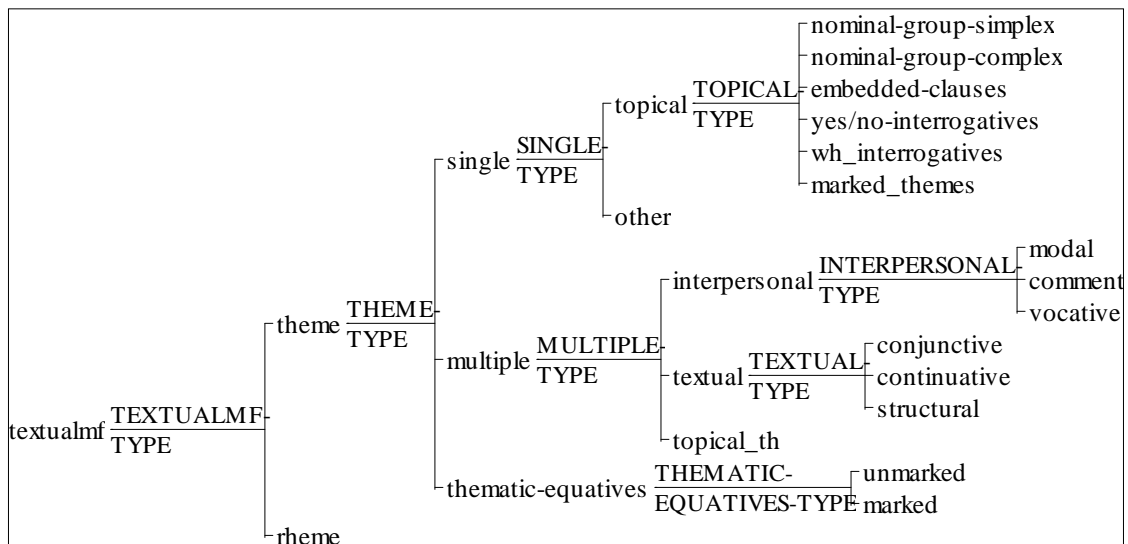 nominal-group-simplex
nominal-group-complex
embedded-clauses
yes/no-interrogatives
wh_interrogatives
marked_themes
topical TOPICAL
TYPE
single SINGLE
TYPE
other
modal
comment
vocative
interpersonal INTERPERSONAL
TYPE
theme THEME
TYPE
multiple MULTIPLE
TYPE
textual TEXTUAL
TYPE
conjunctive
continuative
structural
textualmf TEXTUALMF
TYPE
topical_th
thematic-equatives THEMATIC-
EQUATIVES-TYPE
unmarked
marked
rheme